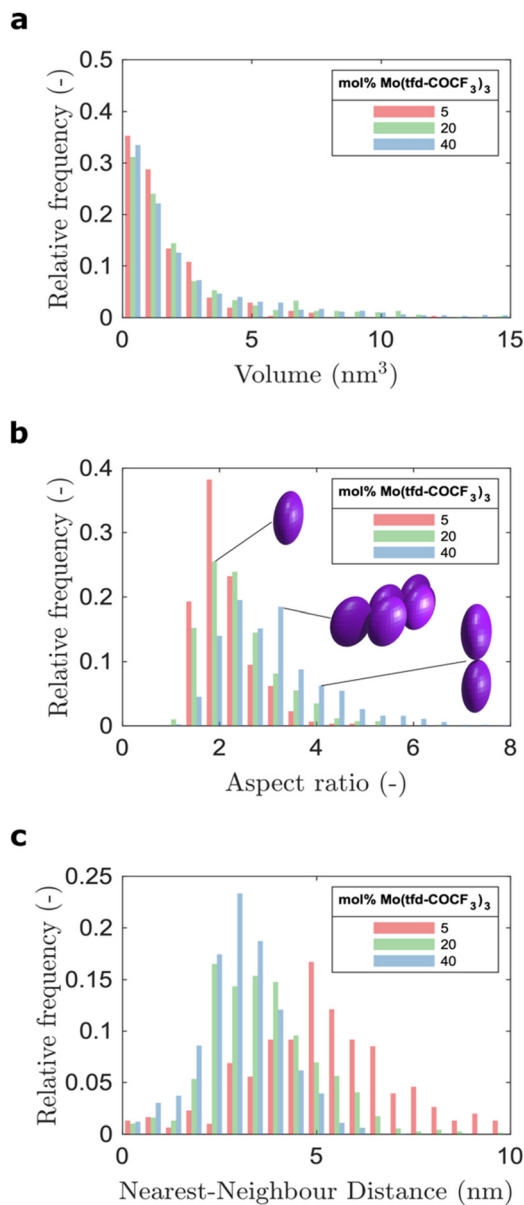 a
Relative frequency (-)
0.5
0.4
0.3
0.2
0.1
0
mol% Mo(tfd-COCF₃)₃
5
20
40
0 5 10 15
Volume (nm³)
b
Relative frequency (-)
0.4
0.3
0.2
0.1
0
mol% Mo(tfd-COCF₃)₃
5
20
40
0 2 4 6 8
Aspect ratio (-)
c
Relative frequency (-)
0.25
0.2
0.15
0.1
0.05
0
mol% Mo(tfd-COCF₃)₃
5
20
40
0 5 10
Nearest-Neighbour Distance (nm)